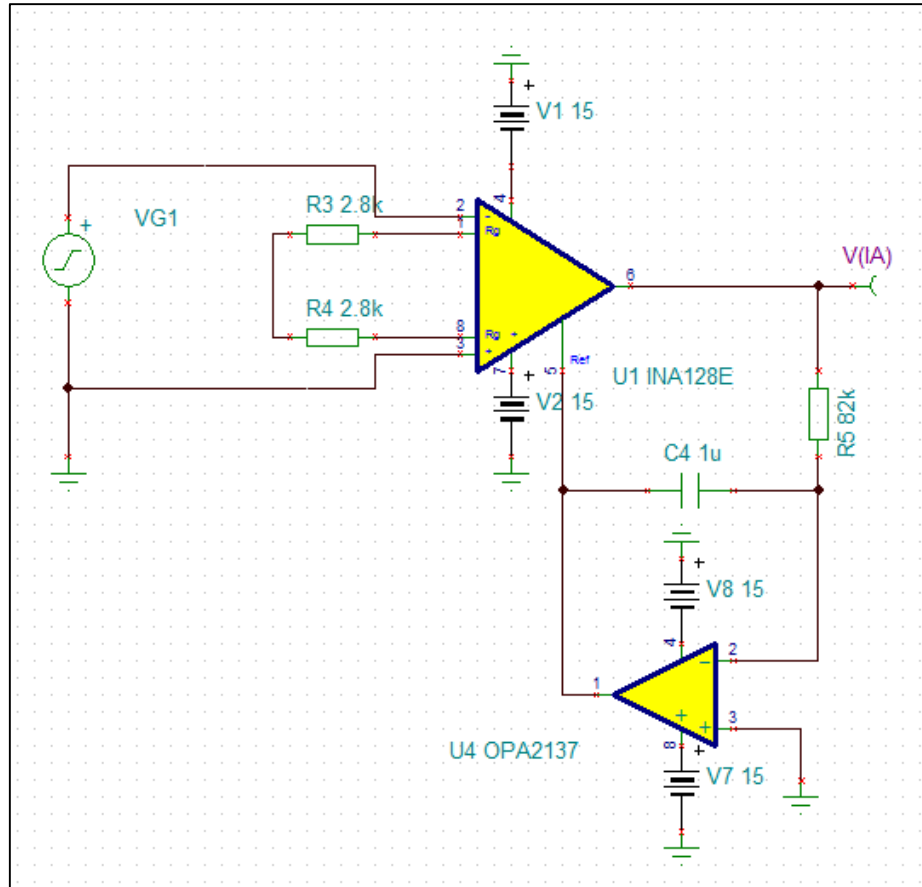 +
V1 15
4
VG1
+
R3 2.8k
2
-
1
Rg
6
V(IA)
R4 2.8k
8
Rg
+
3
+
Ref
7
5
+
U1 INA128E
V2 15
R5 82k
C4 1u
+
V8 15
4
2
-
1
+
+
3
U4 OPA2137
8
+
V7 15